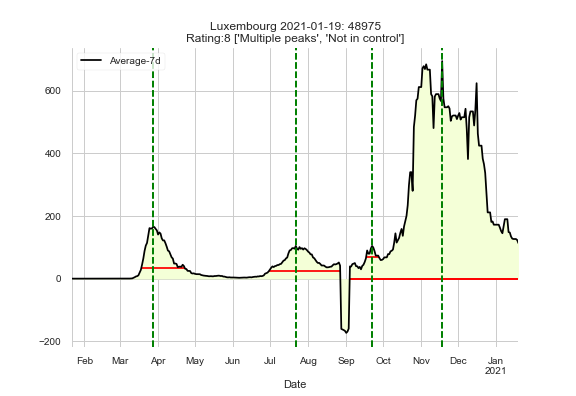 Luxembourg 2021-01-19: 48975
Rating:8 ['Multiple peaks', 'Not in control']
Average-7d
600
400
200
0
−200
Feb Mar Apr May Jun Jul Aug Sep Oct Nov Dec Jan
2021
Date